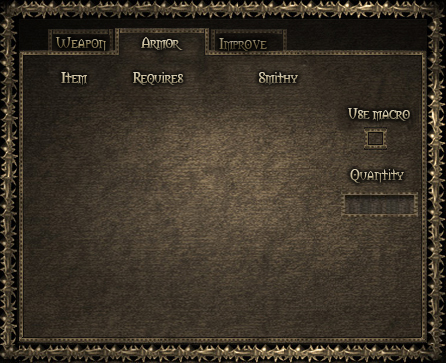 Weapon Armor Improve
Item Requires Smithy
Use macro
Quantity